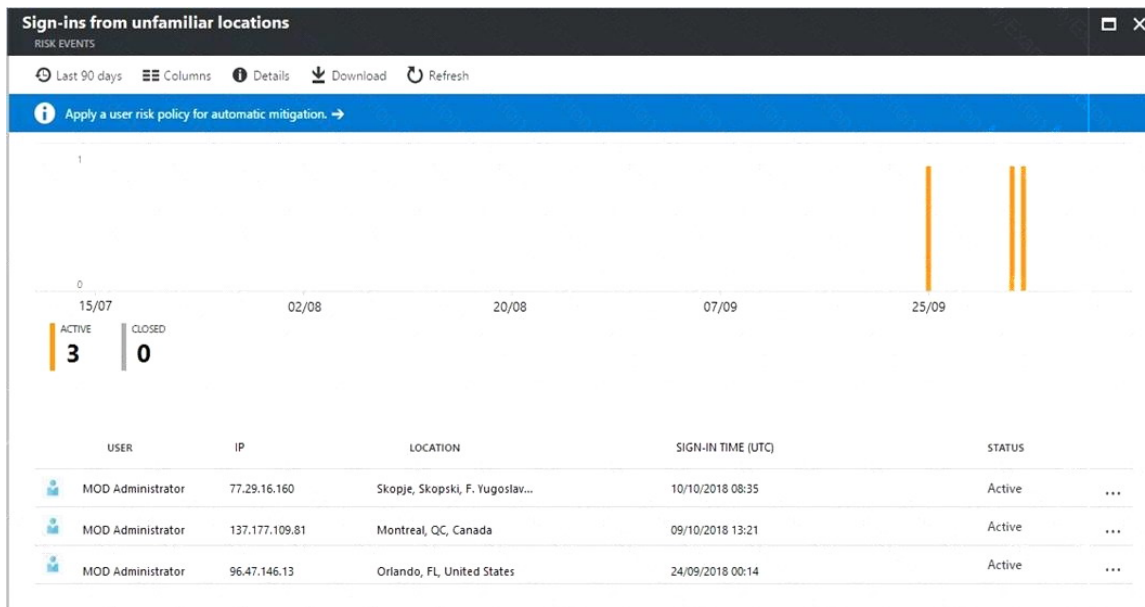 Sign-ins from unfamiliar locations
RISK EVENTS
Last 90 days Columns Details Download Refresh
Apply a user risk policy for automatic mitigation. →
1
0
15/07 02/08 20/08 07/09 25/09
ACTIVE CLOSED
3 0
USER IP LOCATION SIGN-IN TIME (UTC) STATUS
MOD Administrator 77.29.16.160 Skopje, Skopski, F. Yugoslav... 10/10/2018 08:35 Active ...
MOD Administrator 137.177.109.81 Montreal, QC, Canada 09/10/2018 13:21 Active ...
MOD Administrator 96.47.146.13 Orlando, FL, United States 24/09/2018 00:14 Active ...